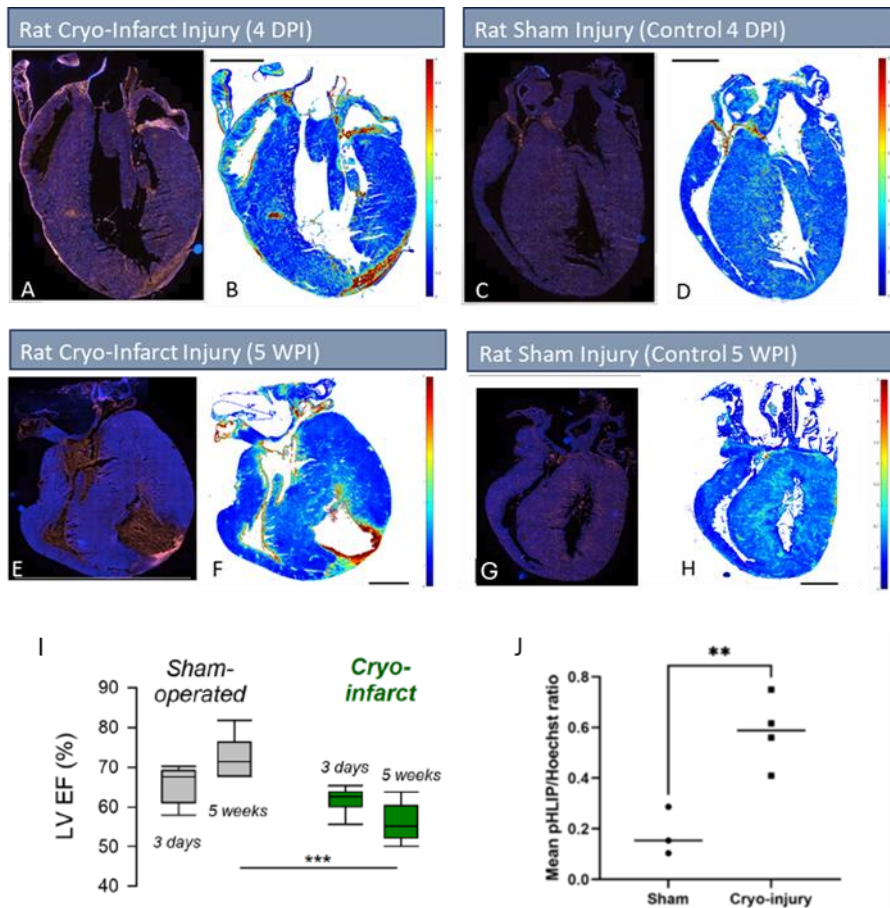 Rat Cryo-Infarct Injury (4 DPI)
Rat Sham Injury (Control 4 DPI)
A
B
C
D
Rat Cryo-Infarct Injury (5 WPI)
Rat Sham Injury (Control 5 WPI)
E
F
G
H
I
Sham-
operated
Cryo-
infarct
LV EF (%)
90
80
70
60
50
40
3 days
5 weeks
3 days
5 weeks
***
J
**
Mean pHLIP/Hoechst ratio
0.8
0.6
0.4
0.2
0.0
Sham
Cryo-injury